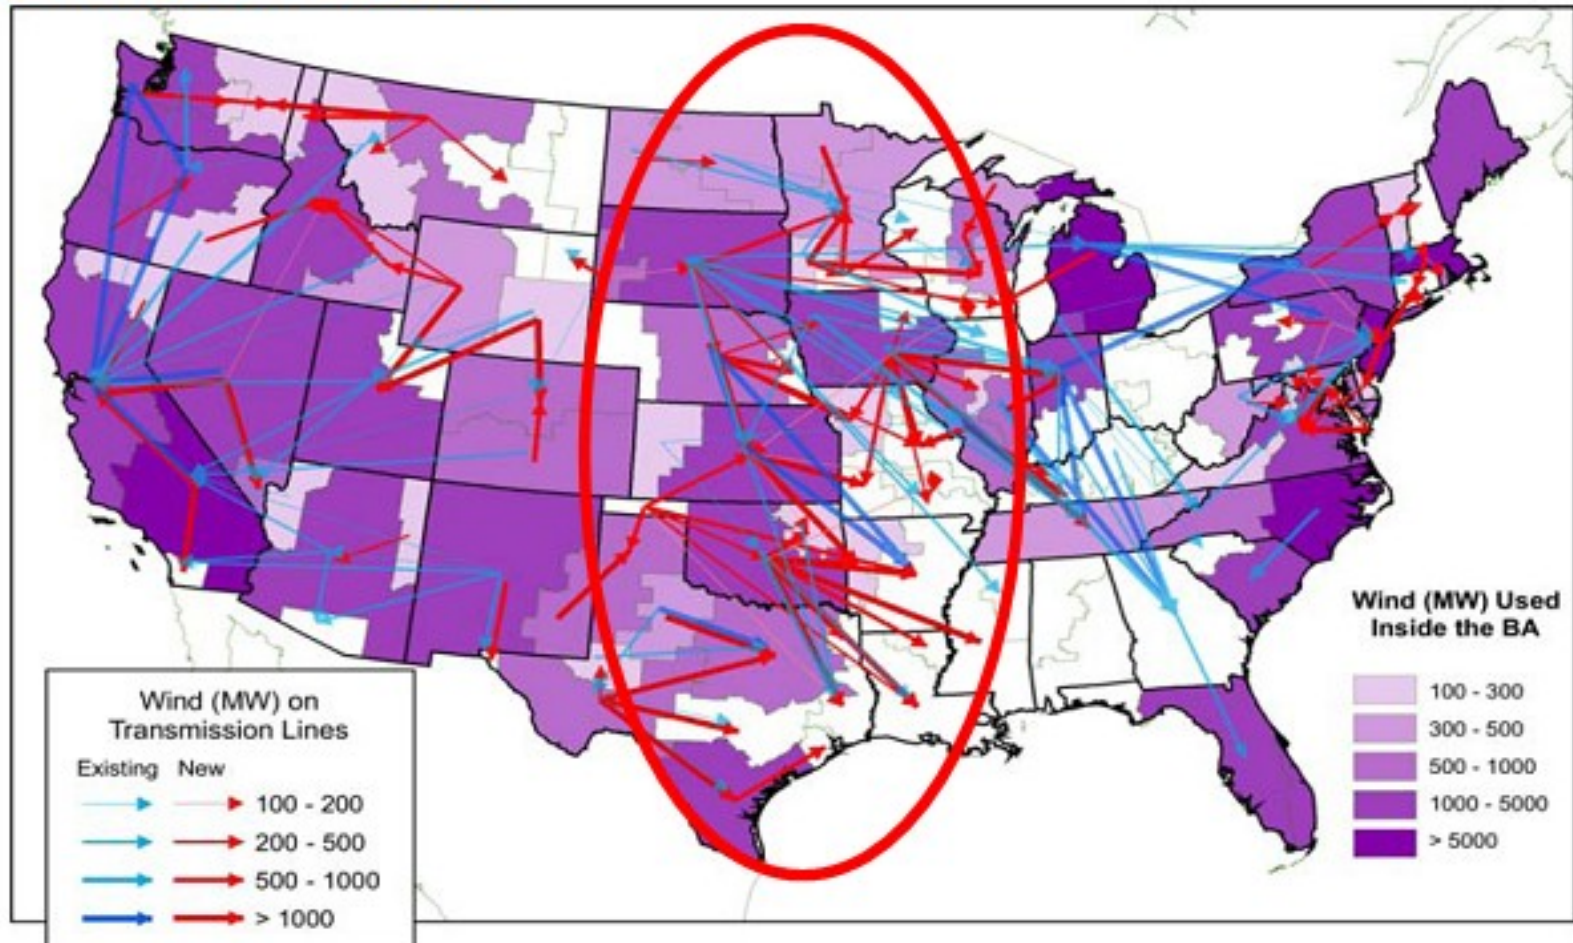 Wind (MW) on
Transmission Lines
Existing New
100 - 200
200 - 500
500 - 1000
> 1000
Wind (MW) Used
Inside the BA
100 - 300
300 - 500
500 - 1000
1000 - 5000
> 5000